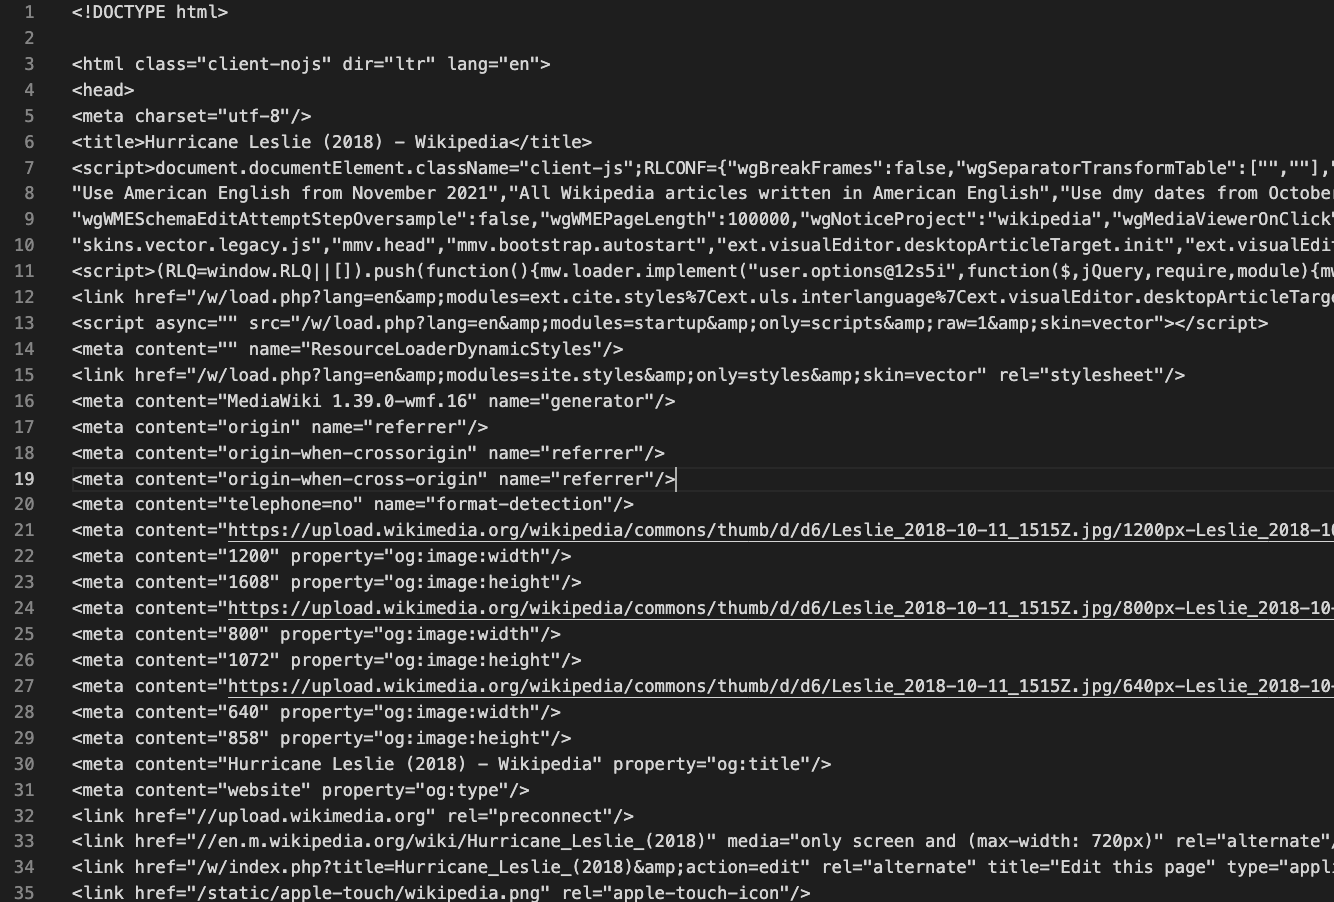 1 <!DOCTYPE html>
2
3 <html class="client-nojs" dir="ltr" lang="en">
4 <head>
5 <meta charset="utf-8"/>
6 <title>Hurricane Leslie (2018) - Wikipedia</title>
7 <script>document.documentElement.className="client-js";RLCONF={"wgBreakFrames":false,"wgSeparatorTransformTable":["",""],"
8 "Use American English from November 2021","All Wikipedia articles written in American English","Use dmy dates from October
9 "wgWMESchemaEditAttemptStepOversample":false,"wgWMEPageLength":100000,"wgNoticeProject":"wikipedia","wgMediaViewerOnClick"
10 "skins.vector.legacy.js","mmv.head","mmv.bootstrap.autostart","ext.visualEditor.desktopArticleTarget.init","ext.visualEdi
11 <script>(RLQ=window.RLQ||[]).push(function(){mw.loader.implement("user.options@12s5i",function($,jQuery,require,module){mw
12 <link href="/w/load.php?lang=en&amp;modules=ext.cite.styles%7Cext.uls.interlanguage%7Cext.visualEditor.desktopArticleTarge
13 <script async="" src="/w/load.php?lang=en&amp;modules=startup&amp;only=scripts&amp;raw=1&amp;skin=vector"></script>
14 <meta content="" name="ResourceLoaderDynamicStyles"/>
15 <link href="/w/load.php?lang=en&amp;modules=site.styles&amp;only=styles&amp;skin=vector" rel="stylesheet"/>
16 <meta content="MediaWiki 1.39.0-wmf.16" name="generator"/>
17 <meta content="origin" name="referrer"/>
18 <meta content="origin-when-crossorigin" name="referrer"/>
19 <meta content="origin-when-cross-origin" name="referrer"/>
20 <meta content="telephone=no" name="format-detection"/>
21 <meta content="https://upload.wikimedia.org/wikipedia/commons/thumb/d/d6/Leslie_2018-10-11_1515Z.jpg/1200px-Leslie_2018-10
22 <meta content="1200" property="og:image:width"/>
23 <meta content="1608" property="og:image:height"/>
24 <meta content="https://upload.wikimedia.org/wikipedia/commons/thumb/d/d6/Leslie_2018-10-11_1515Z.jpg/800px-Leslie_2018-10-
25 <meta content="800" property="og:image:width"/>
26 <meta content="1072" property="og:image:height"/>
27 <meta content="https://upload.wikimedia.org/wikipedia/commons/thumb/d/d6/Leslie_2018-10-11_1515Z.jpg/640px-Leslie_2018-10-
28 <meta content="640" property="og:image:width"/>
29 <meta content="858" property="og:image:height"/>
30 <meta content="Hurricane Leslie (2018) - Wikipedia" property="og:title"/>
31 <meta content="website" property="og:type"/>
32 <link href="//upload.wikimedia.org" rel="preconnect"/>
33 <link href="//en.m.wikipedia.org/wiki/Hurricane_Leslie_(2018)" media="only screen and (max-width: 720px)" rel="alternate"/
34 <link href="/w/index.php?title=Hurricane_Leslie_(2018)&amp;action=edit" rel="alternate" title="Edit this page" type="appli
35 <link href="/static/apple-touch/wikipedia.png" rel="apple-touch-icon"/>